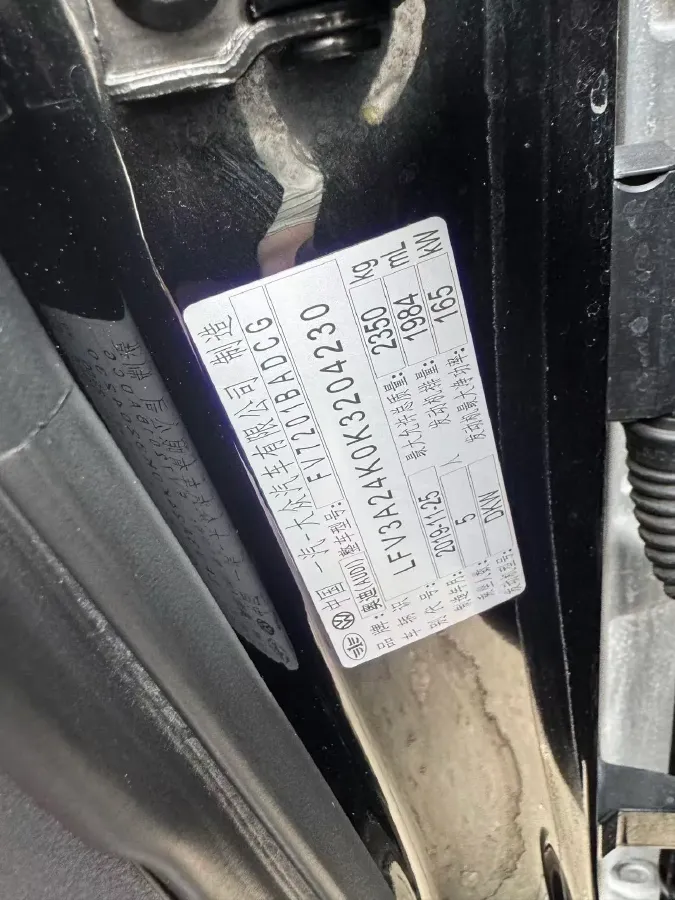 中国 一汽-大众汽车有限公司 制造
品牌: 奥迪(AUDI) 整车型号: FV7201BADCG
车辆识别代号: LFV3A24K0K3204230
制造年月: 2019-11-25 最大允许总质量: 2350 kg
乘坐人数: 5 人 发动机排量: 1984 mL
发动机型号: DKW 发动机最大净功率: 165 kW